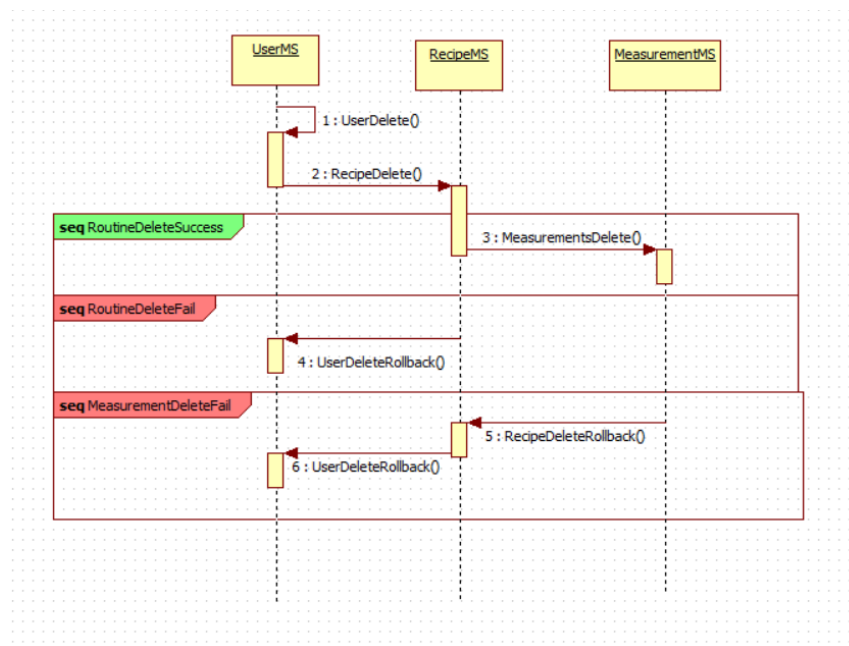 UserMS
RecipeMS
MeasurementMS
1 : UserDelete()
2 : RecipeDelete()
seq RoutineDeleteSuccess
3 : MeasurementsDelete()
seq RoutineDeleteFail
4 : UserDeleteRollback()
seq MeasurementDeleteFail
5 : RecipeDeleteRollback()
6 : UserDeleteRollback()